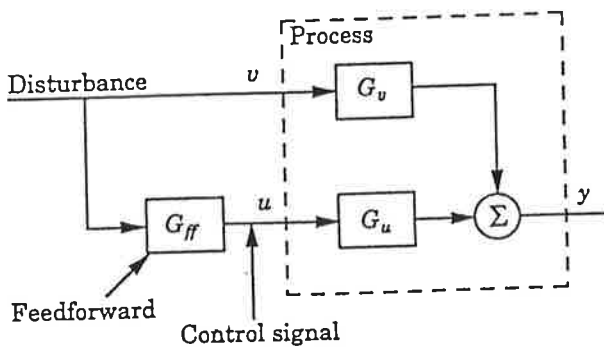 Process
Disturbance
v
G_v
y
u
G_ff
G_u
Σ
Feedforward
Control signal